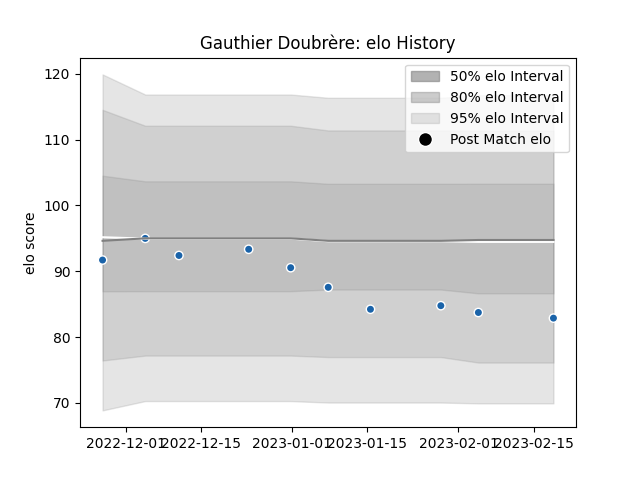 Gauthier Doubrère: elo History
120
110
100
90
80
70
elo score
50% elo Interval
80% elo Interval
95% elo Interval
Post Match elo
2022-12-01 2022-12-15 2023-01-01 2023-01-15 2023-02-01 2023-02-15